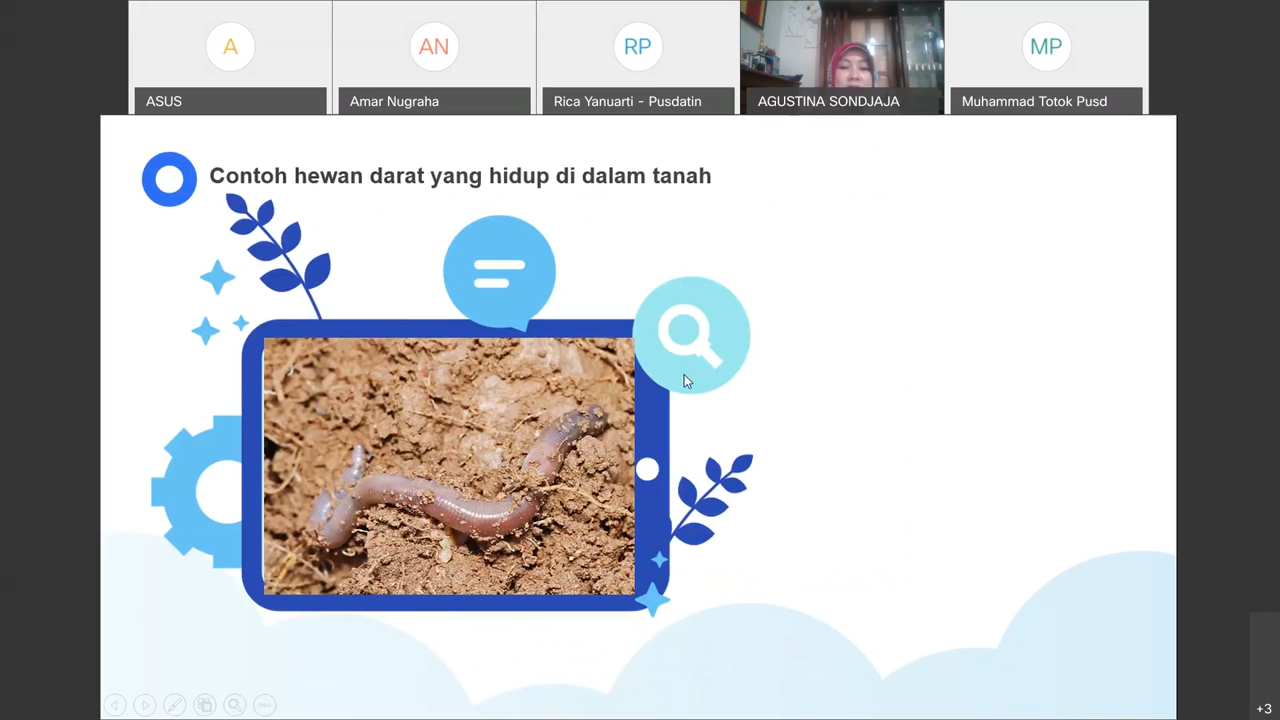 A
AN
RP
MP
ASUS
Amar Nugraha
Rica Yanuarti - Pusdatin
AGUSTINA SONDJAJA
Muhammad Totok Pusd
Contoh hewan darat yang hidup di dalam tanah
+3